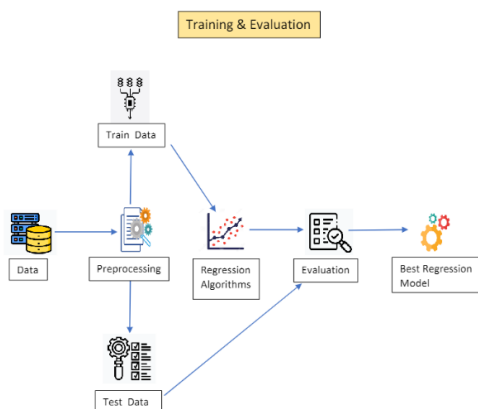 Training & Evaluation
Train Data
Data
Preprocessing
Regression
Algorithms
Evaluation
Best Regression
Model
Test Data